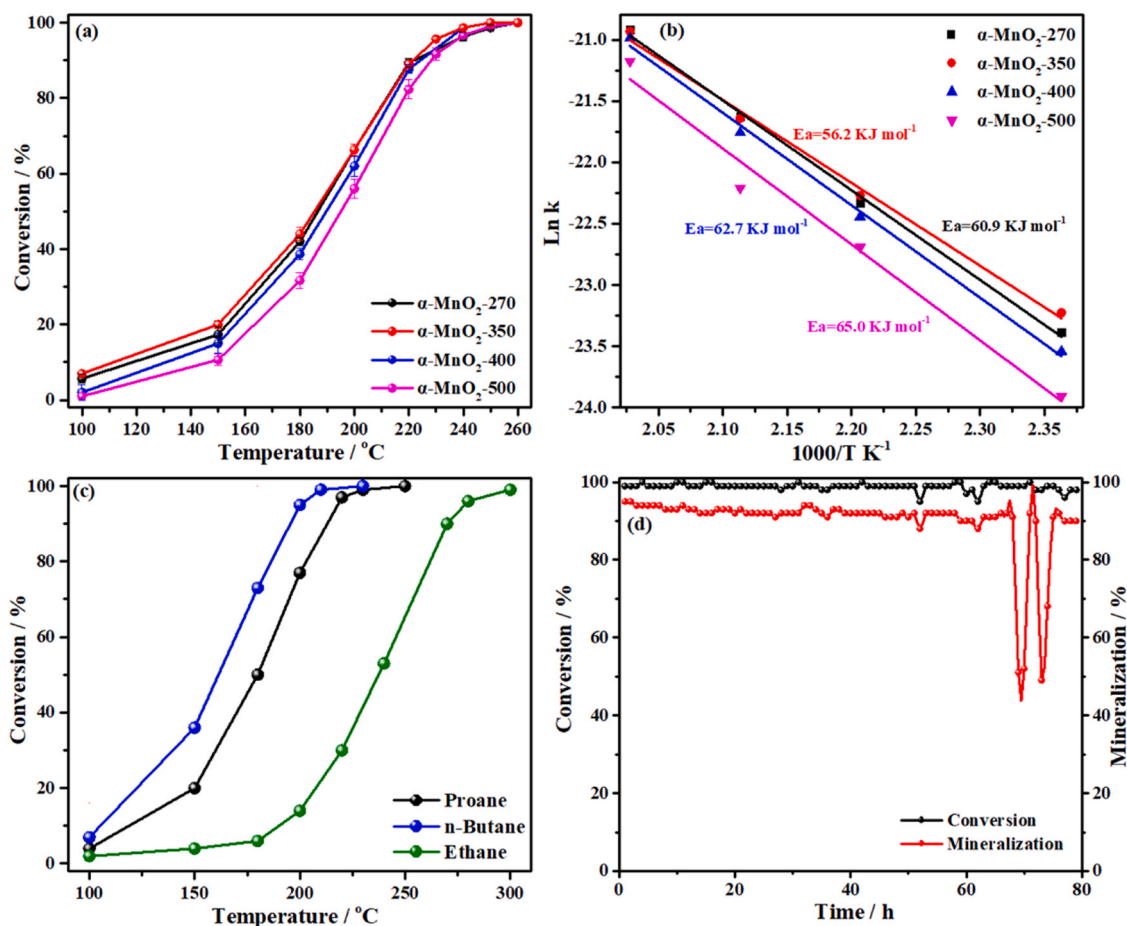 (a)
100
80
60
40
20
0
Conversion / %
α-MnO₂-270
α-MnO₂-350
α-MnO₂-400
α-MnO₂-500
100 120 140 160 180 200 220 240 260
Temperature / °C
(b)
-21.0
-21.5
-22.0
-22.5
-23.0
-23.5
-24.0
Ln k
α-MnO₂-270
α-MnO₂-350
α-MnO₂-400
α-MnO₂-500
Ea=56.2 KJ mol⁻¹
Ea=60.9 KJ mol⁻¹
Ea=62.7 KJ mol⁻¹
Ea=65.0 KJ mol⁻¹
2.05 2.10 2.15 2.20 2.25 2.30 2.35
1000/T K⁻¹
(c)
100
80
60
40
20
0
Conversion / %
Proane
n-Butane
Ethane
100 150 200 250 300
Temperature / °C
(d)
100
80
60
40
20
0
Conversion / %
100
80
60
40
20
0
Mineralization / %
Conversion
Mineralization
0 20 40 60 80
Time / h